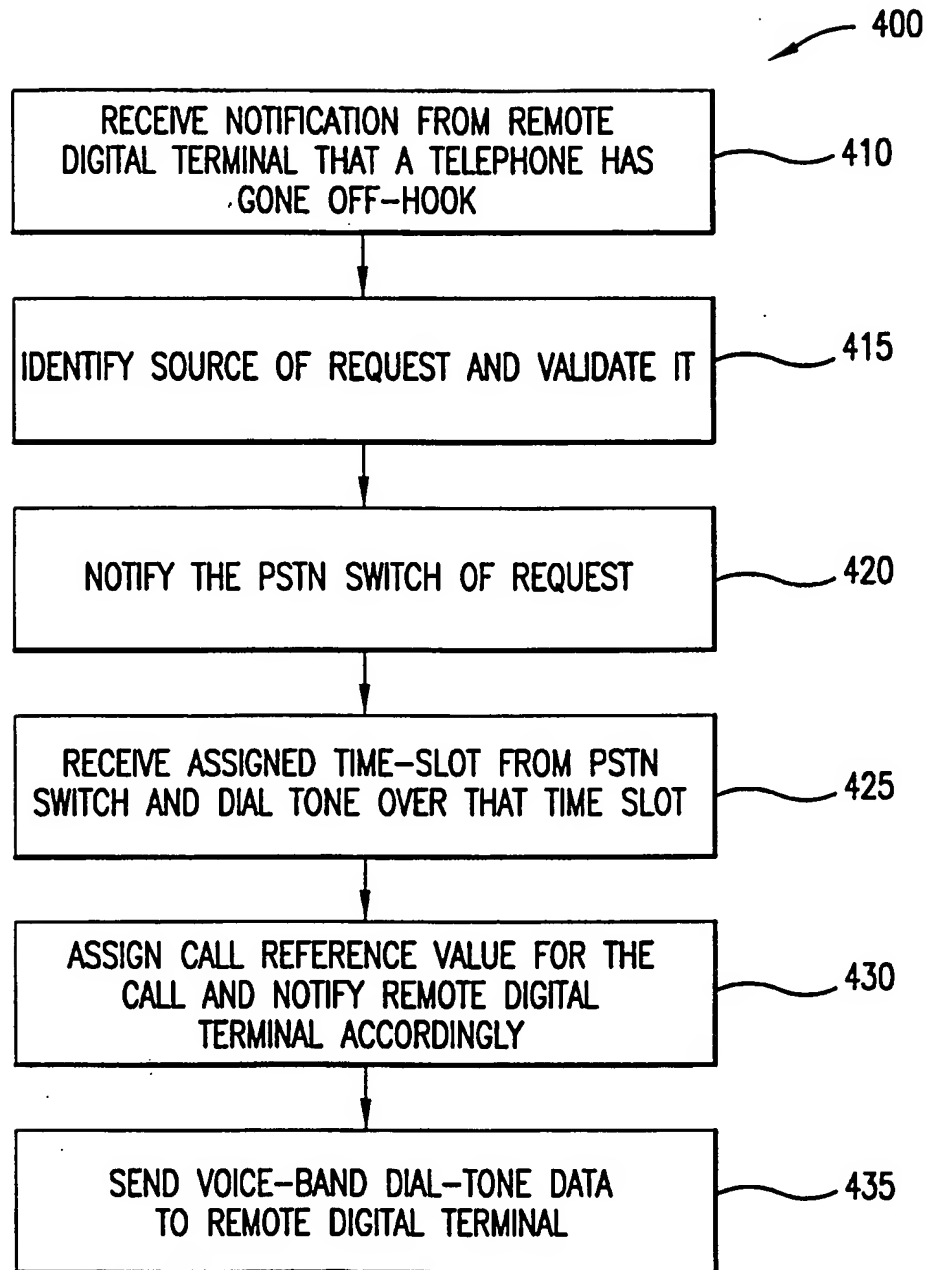 400
RECEIVE NOTIFICATION FROM REMOTE
DIGITAL TERMINAL THAT A TELEPHONE HAS
GONE OFF-HOOK
410
IDENTIFY SOURCE OF REQUEST AND VALIDATE IT
415
NOTIFY THE PSTN SWITCH OF REQUEST
420
RECEIVE ASSIGNED TIME-SLOT FROM PSTN
SWITCH AND DIAL TONE OVER THAT TIME SLOT
425
ASSIGN CALL REFERENCE VALUE FOR THE
CALL AND NOTIFY REMOTE DIGITAL
TERMINAL ACCORDINGLY
430
SEND VOICE-BAND DIAL-TONE DATA
TO REMOTE DIGITAL TERMINAL
435